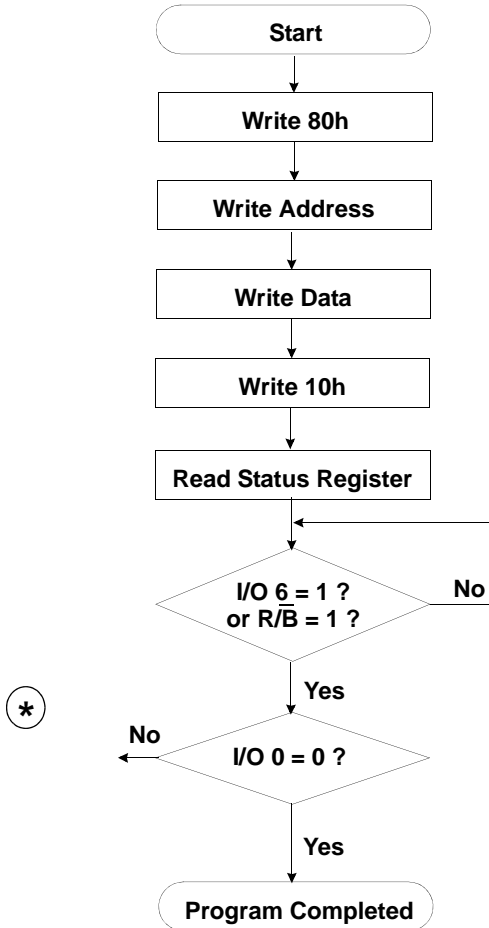 Start
Write 80h
Write Address
Write Data
Write 10h
Read Status Register
I/O 6 = 1 ?
or R/B̅ = 1 ?
No
Yes
*
No
I/O 0 = 0 ?
Yes
Program Completed